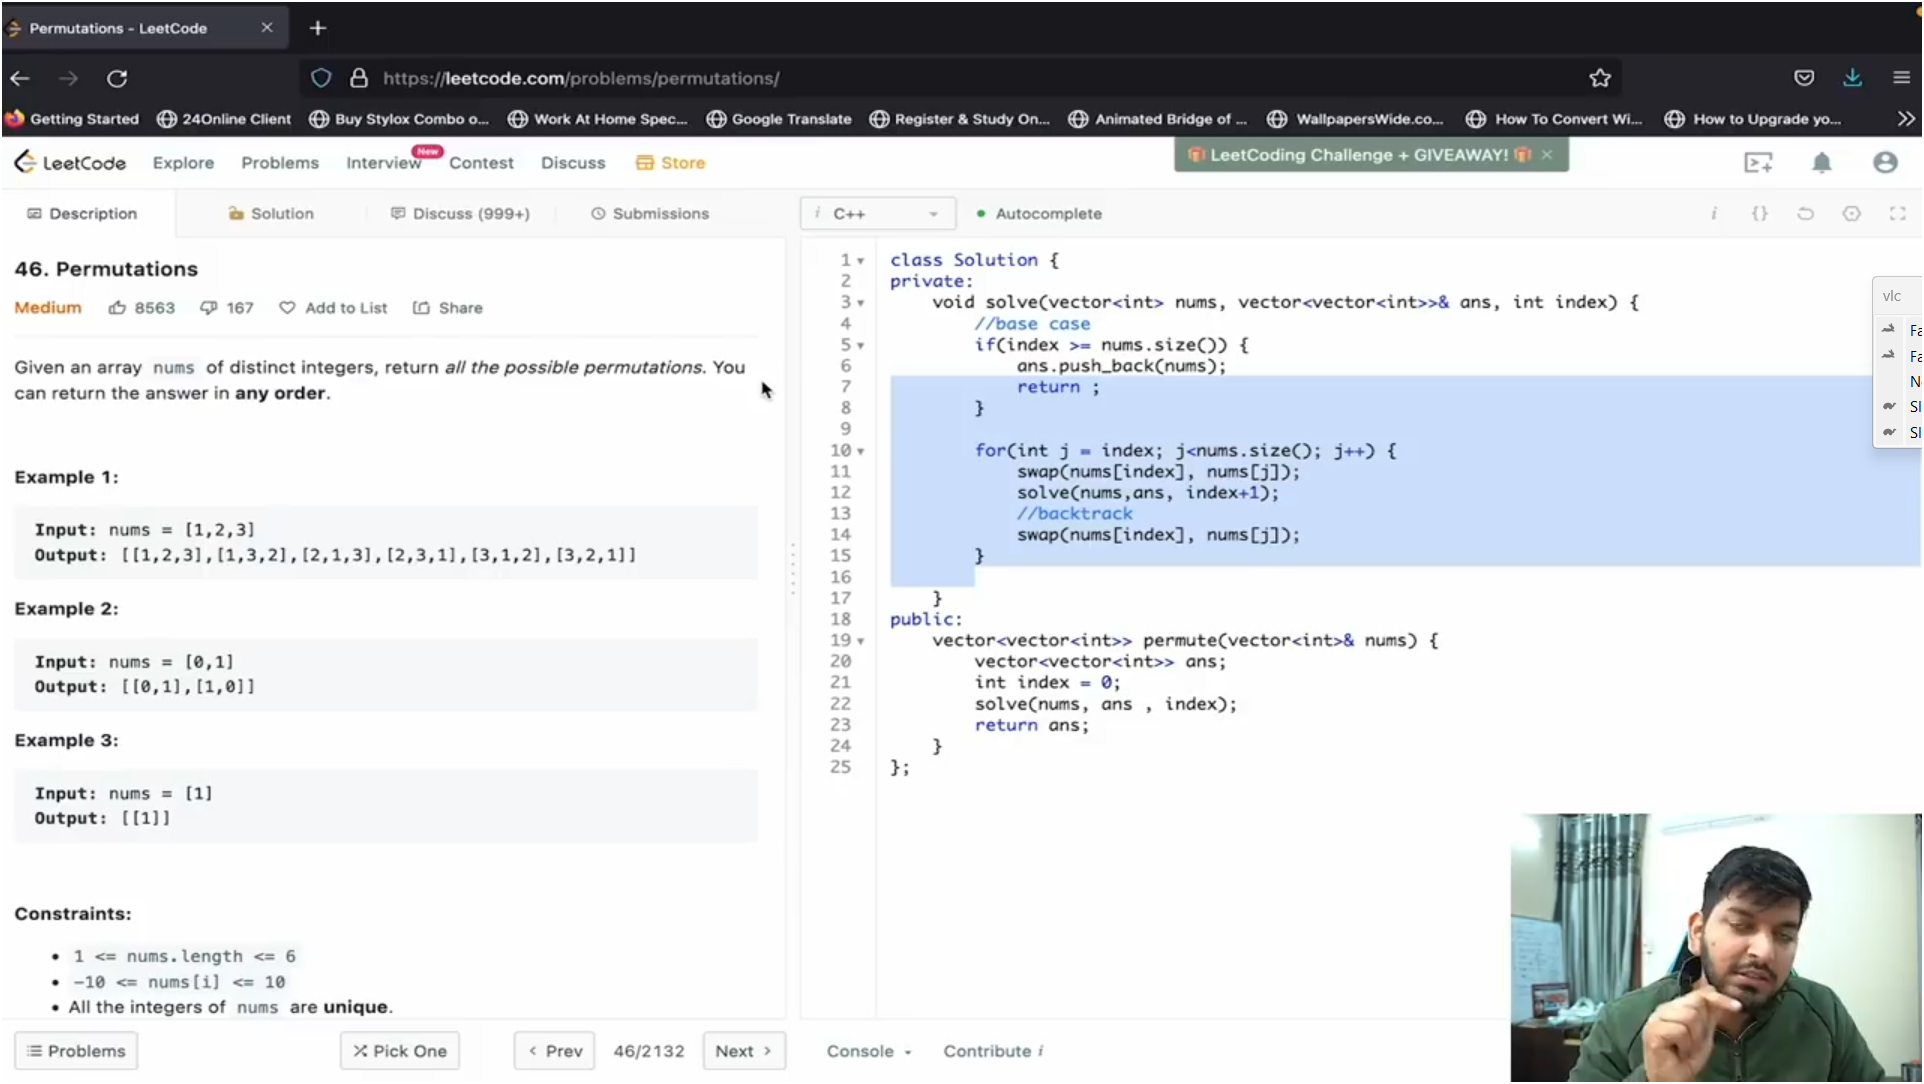 Permutations - LeetCode
https://leetcode.com/problems/permutations/
Getting Started 24Online Client Buy Stylox Combo o... Work At Home Spec... Google Translate Register & Study On... Animated Bridge of ... WallpapersWide.co... How To Convert Wi... How to Upgrade yo...
LeetCode Explore Problems Interview New Contest Discuss Store LeetCoding Challenge + GIVEAWAY!
Description Solution Discuss (999+) Submissions
46. Permutations
Medium 8563 167 Add to List Share
Given an array nums of distinct integers, return all the possible permutations. You
can return the answer in any order.
Example 1:
Input: nums = [1,2,3]
Output: [[1,2,3],[1,3,2],[2,1,3],[2,3,1],[3,1,2],[3,2,1]]
Example 2:
Input: nums = [0,1]
Output: [[0,1],[1,0]]
Example 3:
Input: nums = [1]
Output: [[1]]
Constraints:
• 1 <= nums.length <= 6
• -10 <= nums[i] <= 10
• All the integers of nums are unique.
Problems Pick One < Prev 46/2132 Next >
i C++ Autocomplete i {}
1 class Solution {
2 private:
3 void solve(vector<int> nums, vector<vector<int>>& ans, int index) {
4 //base case
5 if(index >= nums.size()) {
6 ans.push_back(nums);
7 return ;
8 }
9
10 for(int j = index; j<nums.size(); j++) {
11 swap(nums[index], nums[j]);
12 solve(nums,ans, index+1);
13 //backtrack
14 swap(nums[index], nums[j]);
15 }
16
17 }
18 public:
19 vector<vector<int>> permute(vector<int>& nums) {
20 vector<vector<int>> ans;
21 int index = 0;
22 solve(nums, ans , index);
23 return ans;
24 }
25 };
Console Contribute i
vlc
Fa
Fa
Sl
Sl